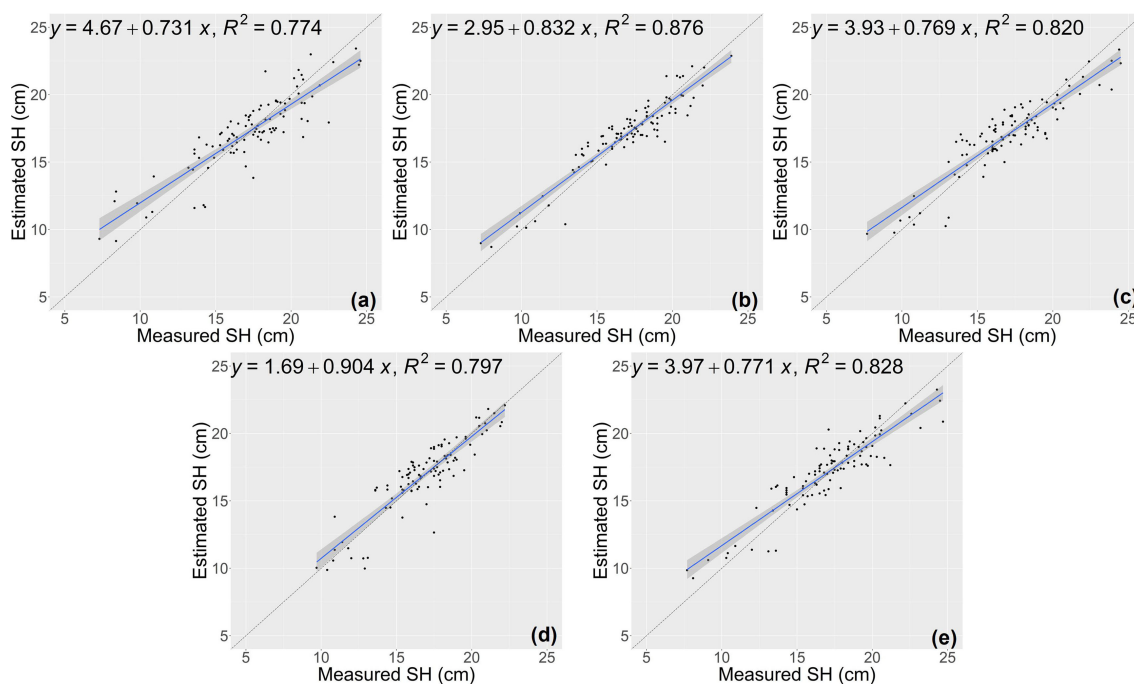 y = 4.67 + 0.731 x, R² = 0.774
25
20
15
10
5
Estimated SH (cm)
5 10 15 20 25
Measured SH (cm)
(a)
y = 2.95 + 0.832 x, R² = 0.876
25
20
15
10
5
Estimated SH (cm)
5 10 15 20 25
Measured SH (cm)
(b)
y = 3.93 + 0.769 x, R² = 0.820
25
20
15
10
5
Estimated SH (cm)
5 10 15 20 25
Measured SH (cm)
(c)
y = 1.69 + 0.904 x, R² = 0.797
25
20
15
10
5
Estimated SH (cm)
5 10 15 20 25
Measured SH (cm)
(d)
y = 3.97 + 0.771 x, R² = 0.828
25
20
15
10
5
Estimated SH (cm)
5 10 15 20 25
Measured SH (cm)
(e)